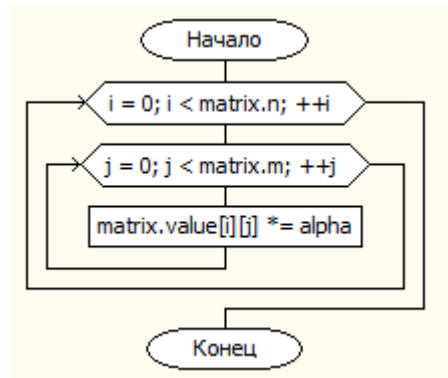 Начало
i = 0; i < matrix.n; ++i
j = 0; j < matrix.m; ++j
matrix.value[i][j] *= alpha
Конец